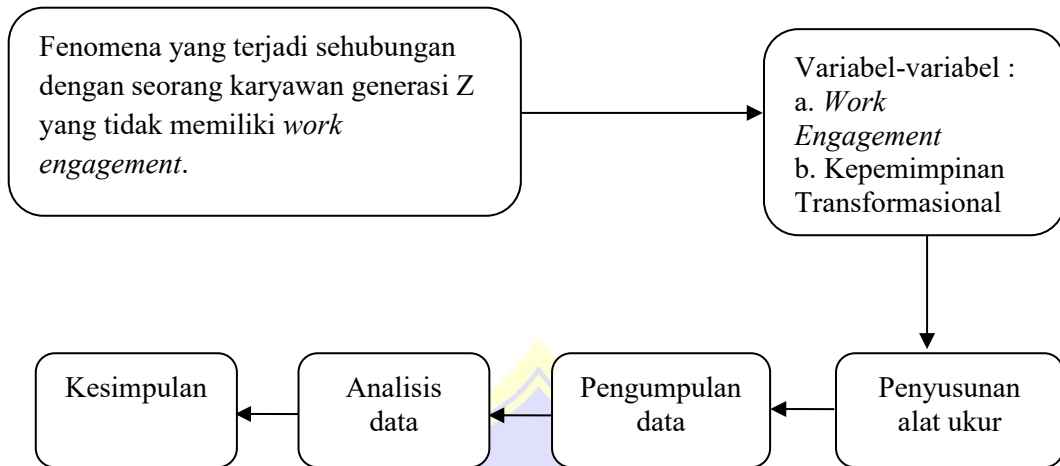 Fenomena yang terjadi sehubungan
dengan seorang karyawan generasi Z
yang tidak memiliki work
engagement.
Variabel-variabel :
a. Work
Engagement
b. Kepemimpinan
Transformasional
Penyusunan
alat ukur
Pengumpulan
data
Analisis
data
Kesimpulan